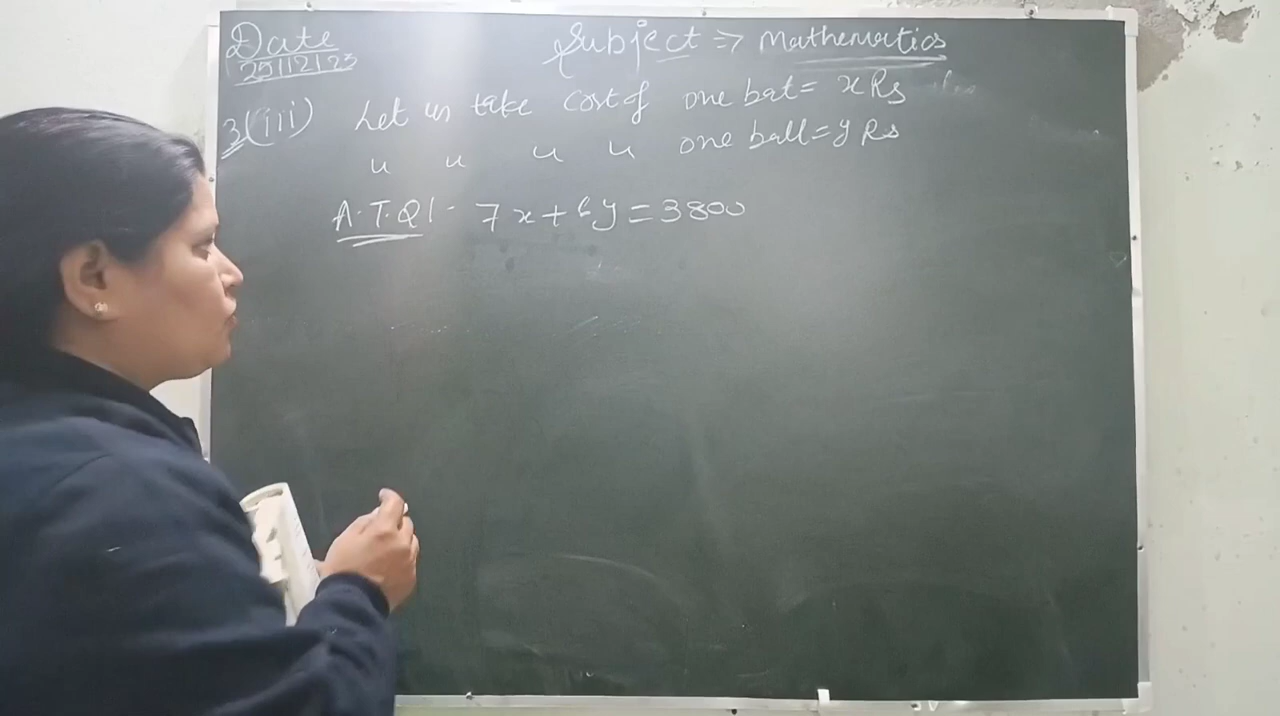 Date
25/12/23
Subject ⇒ Mathematics
3(iii) Let us take cost of one bat = x Rs
u u u u one ball = y Rs
A.T.Q1- 7x + 6y = 3800